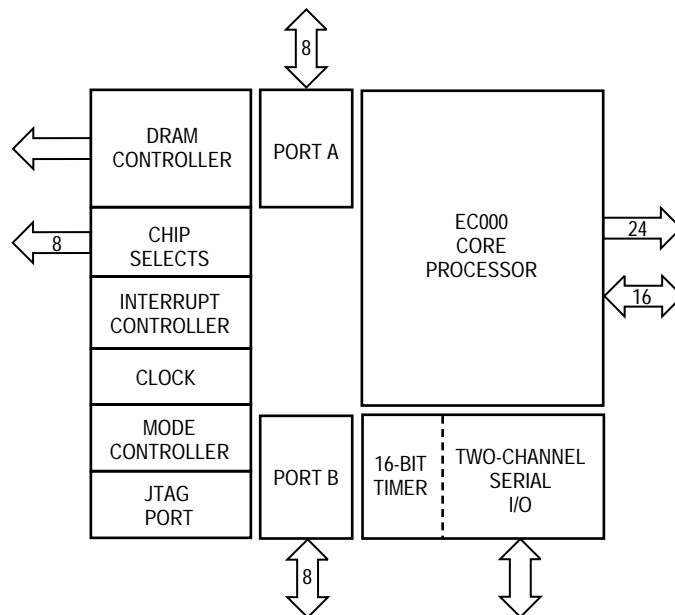 8
DRAM
CONTROLLER
PORT A
8
CHIP
SELECTS
EC000
CORE
PROCESSOR
24
16
INTERRUPT
CONTROLLER
CLOCK
MODE
CONTROLLER
JTAG
PORT
PORT B
16-BIT
TIMER
TWO-CHANNEL
SERIAL
I/O
8